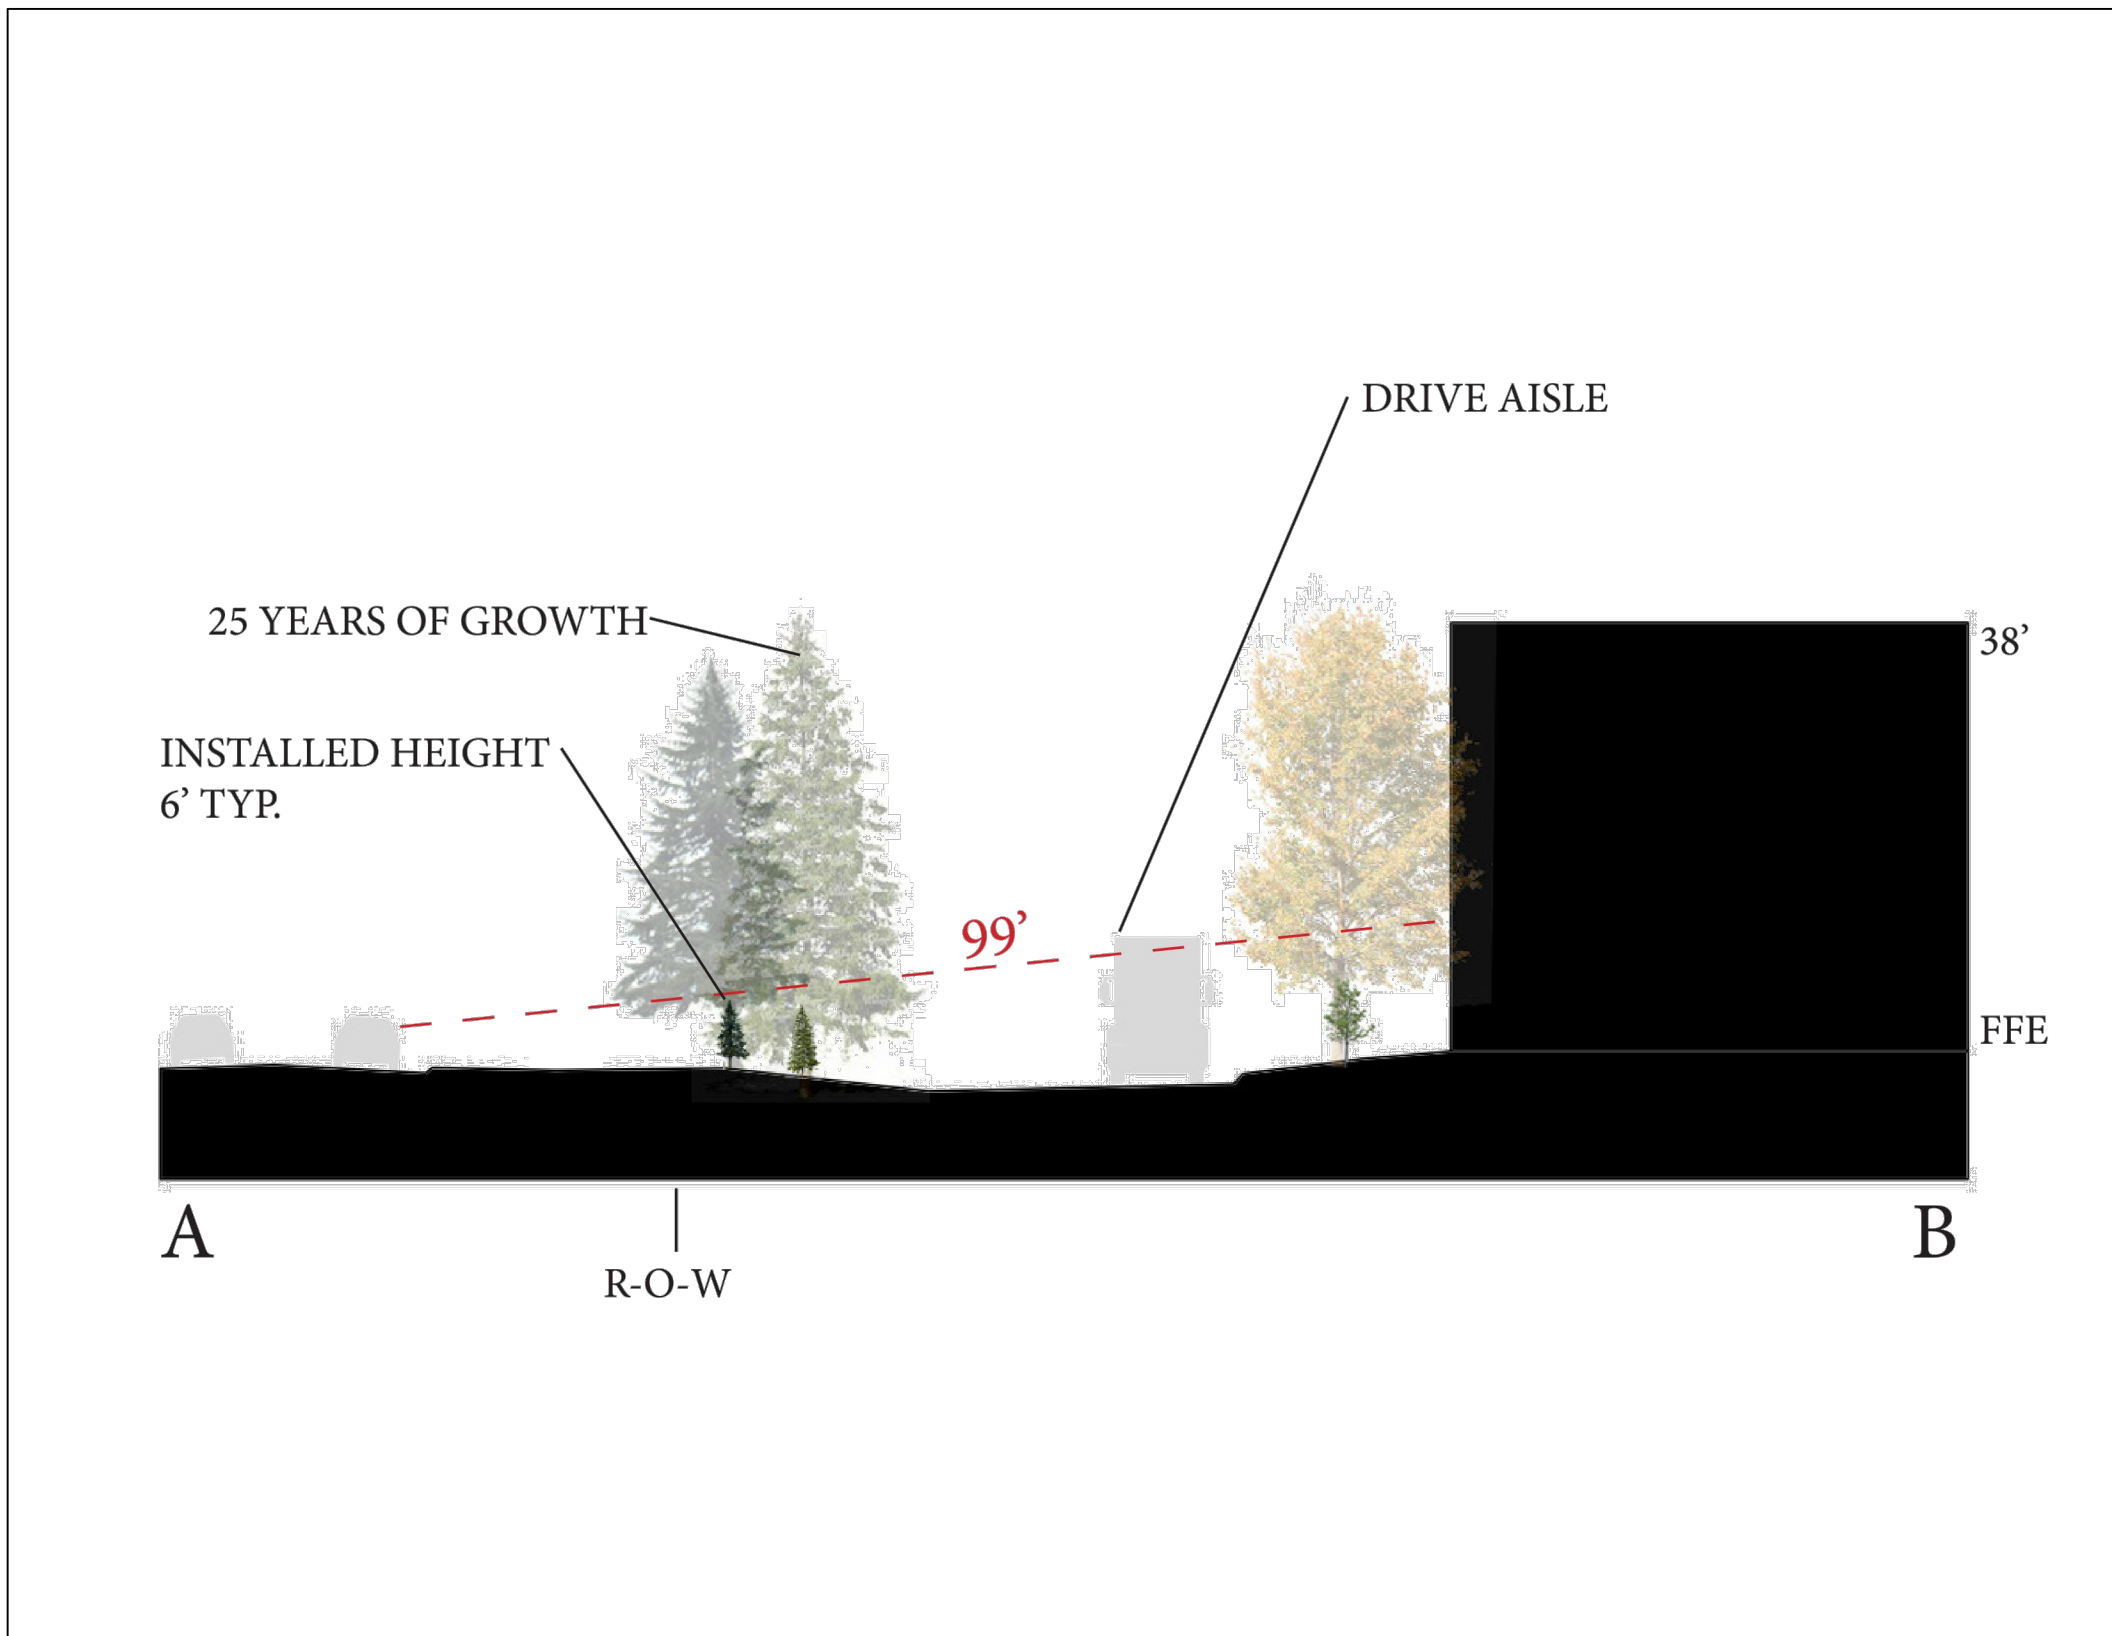 DRIVE AISLE
25 YEARS OF GROWTH
38’
INSTALLED HEIGHT
6’ TYP.
99’
FFE
A
B
R-O-W